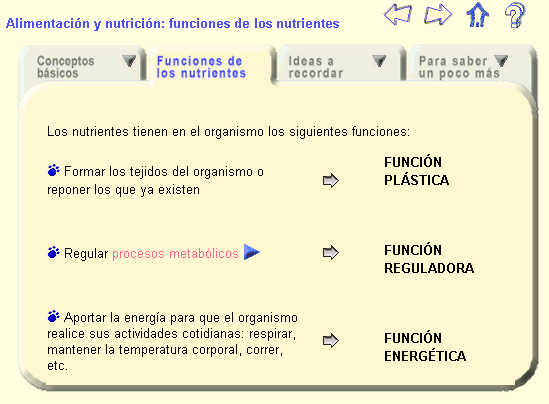 Alimentación y nutrición: funciones de los nutrientes
Conceptos
básicos
Funciones de
los nutrientes
Ideas a
recordar
Para saber
un poco más
Los nutrientes tienen en el organismo los siguientes funciones:
Formar los tejidos del organismo o
reponer los que ya existen
FUNCIÓN
PLÁSTICA
Regular procesos metabólicos
FUNCIÓN
REGULADORA
Aportar la energía para que el organismo
realice sus actividades cotidianas: respirar,
mantener la temperatura corporal, correr,
etc.
FUNCIÓN
ENERGÉTICA